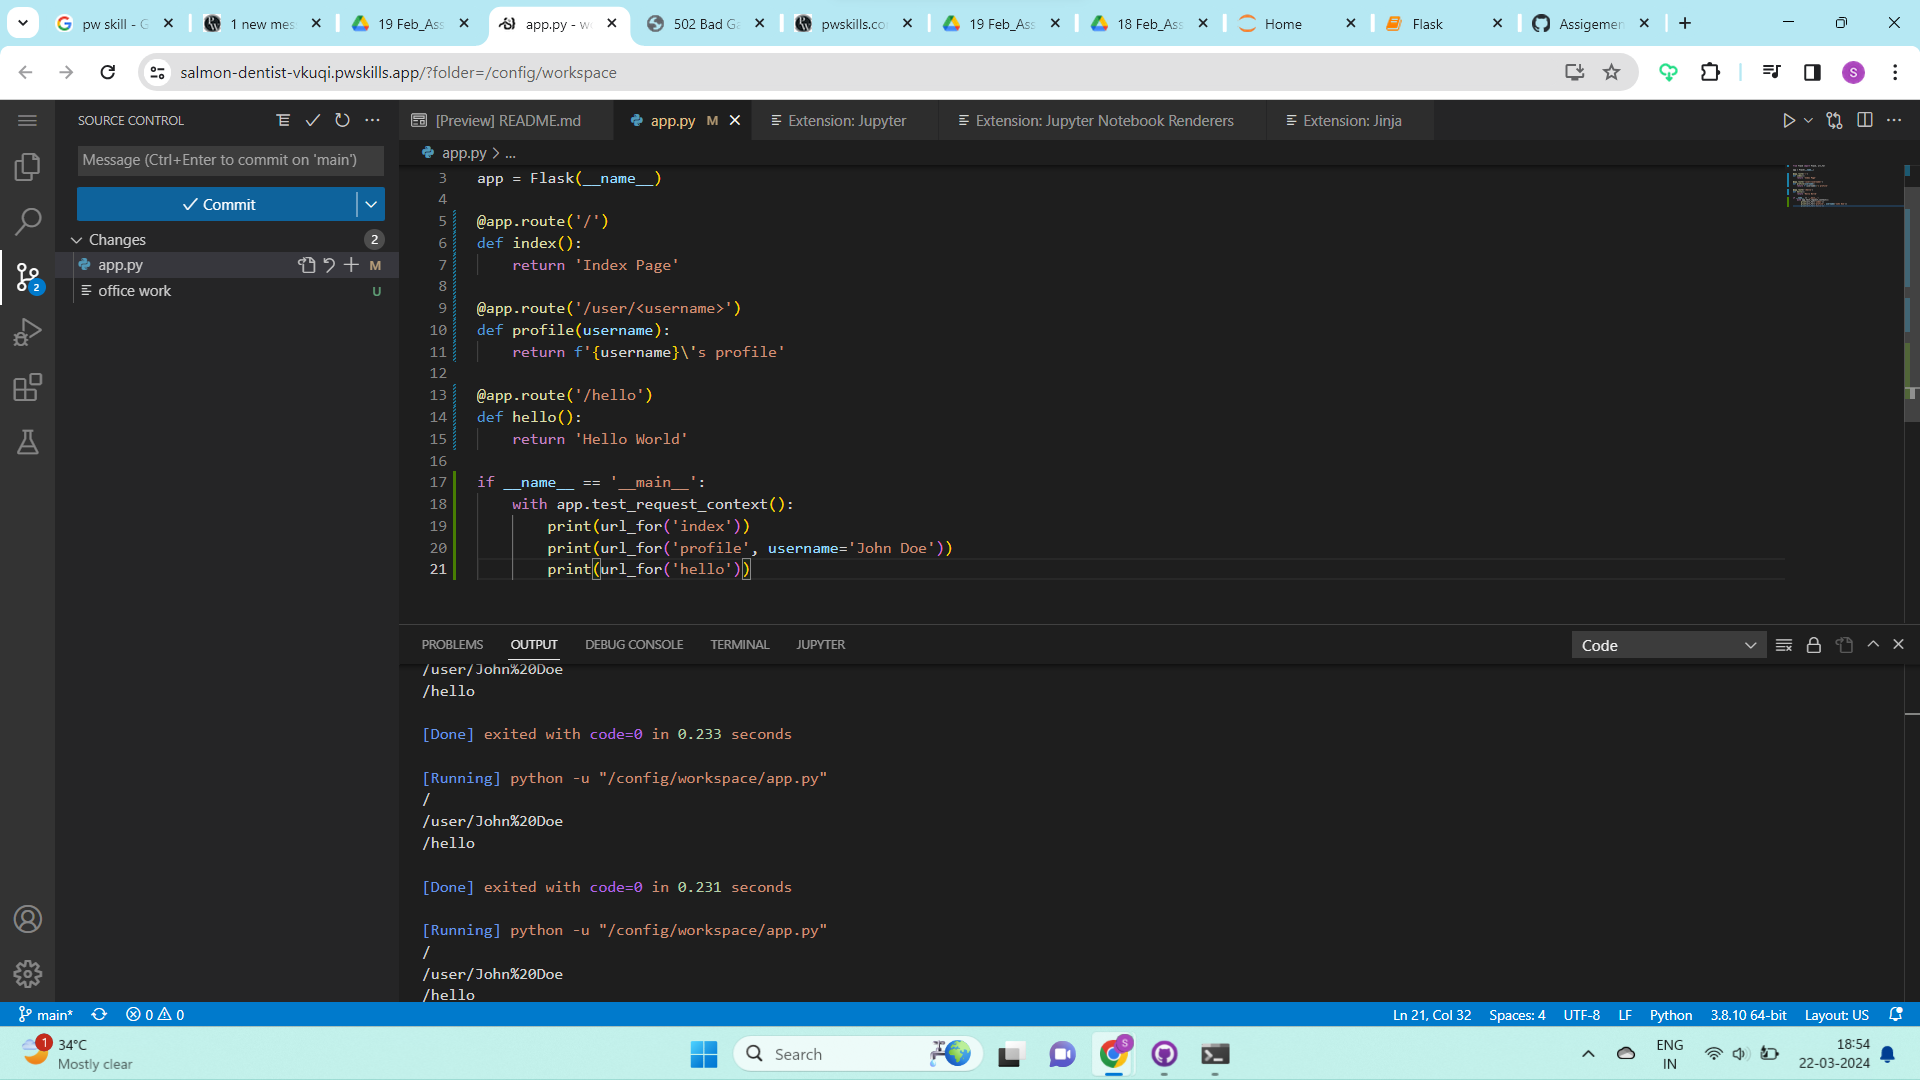 pw skill - G
1 new mes
19 Feb_Ass
app.py - wo
502 Bad Ga
pwskills.co
19 Feb_Ass
18 Feb_Ass
Home
Flask
Assigemen
salmon-dentist-vkuqi.pwskills.app/?folder=/config/workspace
S
SOURCE CONTROL
Message (Ctrl+Enter to commit on 'main')
Commit
Changes 2
app.py M
office work U
2
[Preview] README.md
app.py M
Extension: Jupyter
Extension: Jupyter Notebook Renderers
Extension: Jinja
app.py > ...
3 app = Flask(__name__)
4
5 @app.route('/')
6 def index():
7 return 'Index Page'
8
9 @app.route('/user/<username>')
10 def profile(username):
11 return f'{username}\'s profile'
12
13 @app.route('/hello')
14 def hello():
15 return 'Hello World'
16
17 if __name__ == '__main__':
18 with app.test_request_context():
19 print(url_for('index'))
20 print(url_for('profile', username='John Doe'))
21 print(url_for('hello'))
PROBLEMS OUTPUT DEBUG CONSOLE TERMINAL JUPYTER
Code
/user/John%20Doe
/hello
[Done] exited with code=0 in 0.233 seconds
[Running] python -u "/config/workspace/app.py"
/
/user/John%20Doe
/hello
[Done] exited with code=0 in 0.231 seconds
[Running] python -u "/config/workspace/app.py"
/
/user/John%20Doe
/hello
main* 0 0
Ln 21, Col 32 Spaces: 4 UTF-8 LF Python 3.8.10 64-bit Layout: US
1
34°C
Mostly clear
Search
S
ENG
IN
18:54
22-03-2024